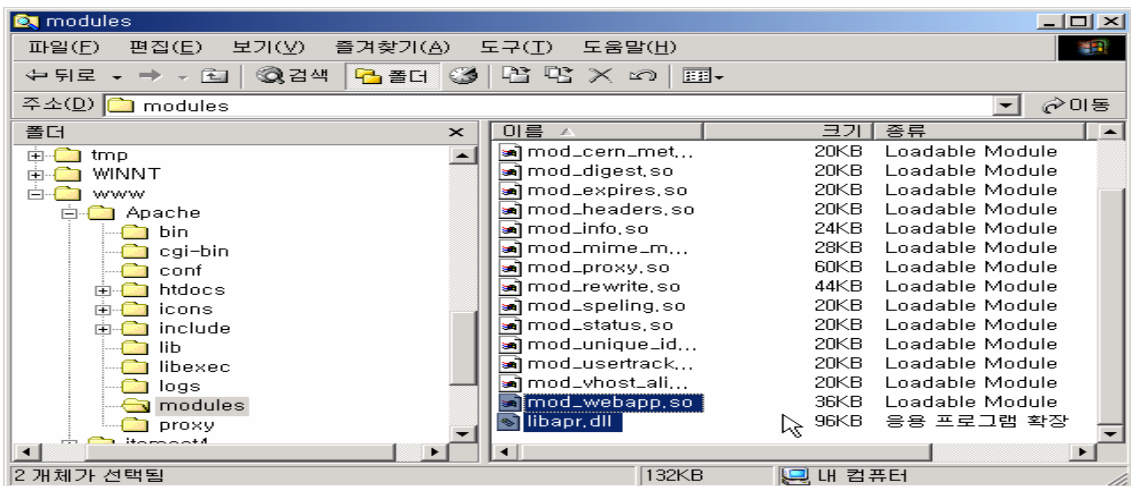 modules
파일(F) 편집(E) 보기(V) 즐겨찾기(A) 도구(T) 도움말(H)
뒤로 검색 폴더
주소(D) modules 이동
폴더
tmp
WINNT
www
Apache
bin
cgi-bin
conf
htdocs
icons
include
lib
libexec
logs
modules
proxy
이름 크기 종류
mod_cern_met... 20KB Loadable Module
mod_digest.so 20KB Loadable Module
mod_expires.so 20KB Loadable Module
mod_headers.so 20KB Loadable Module
mod_info.so 24KB Loadable Module
mod_mime_m... 28KB Loadable Module
mod_proxy.so 60KB Loadable Module
mod_rewrite.so 44KB Loadable Module
mod_speling.so 20KB Loadable Module
mod_status.so 20KB Loadable Module
mod_unique_id... 20KB Loadable Module
mod_usertrack... 20KB Loadable Module
mod_vhost_ali... 20KB Loadable Module
mod_webapp.so 36KB Loadable Module
libapr.dll 96KB 응용 프로그램 확장
2 개체가 선택됨 132KB 내 컴퓨터